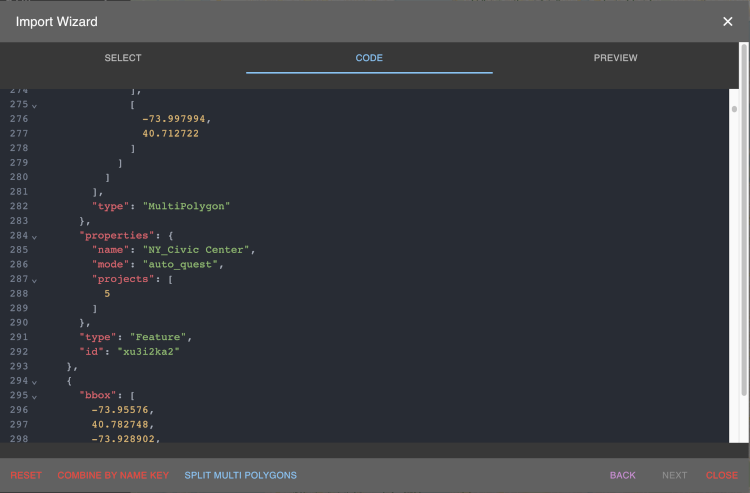 Import Wizard ×
SELECT CODE PREVIEW
274 ],
275 [
276 -73.997994,
277 40.712722
278 ]
279 ]
280 ]
281 ],
282 "type": "MultiPolygon"
283 },
284 "properties": {
285 "name": "NY_Civic Center",
286 "mode": "auto_quest",
287 "projects": [
288 5
289 ]
290 },
291 "type": "Feature",
292 "id": "xu3i2ka2"
293 },
294 {
295 "bbox": [
296 -73.95576,
297 40.782748,
298 -73.928902,
RESET COMBINE BY NAME KEY SPLIT MULTI POLYGONS BACK NEXT CLOSE